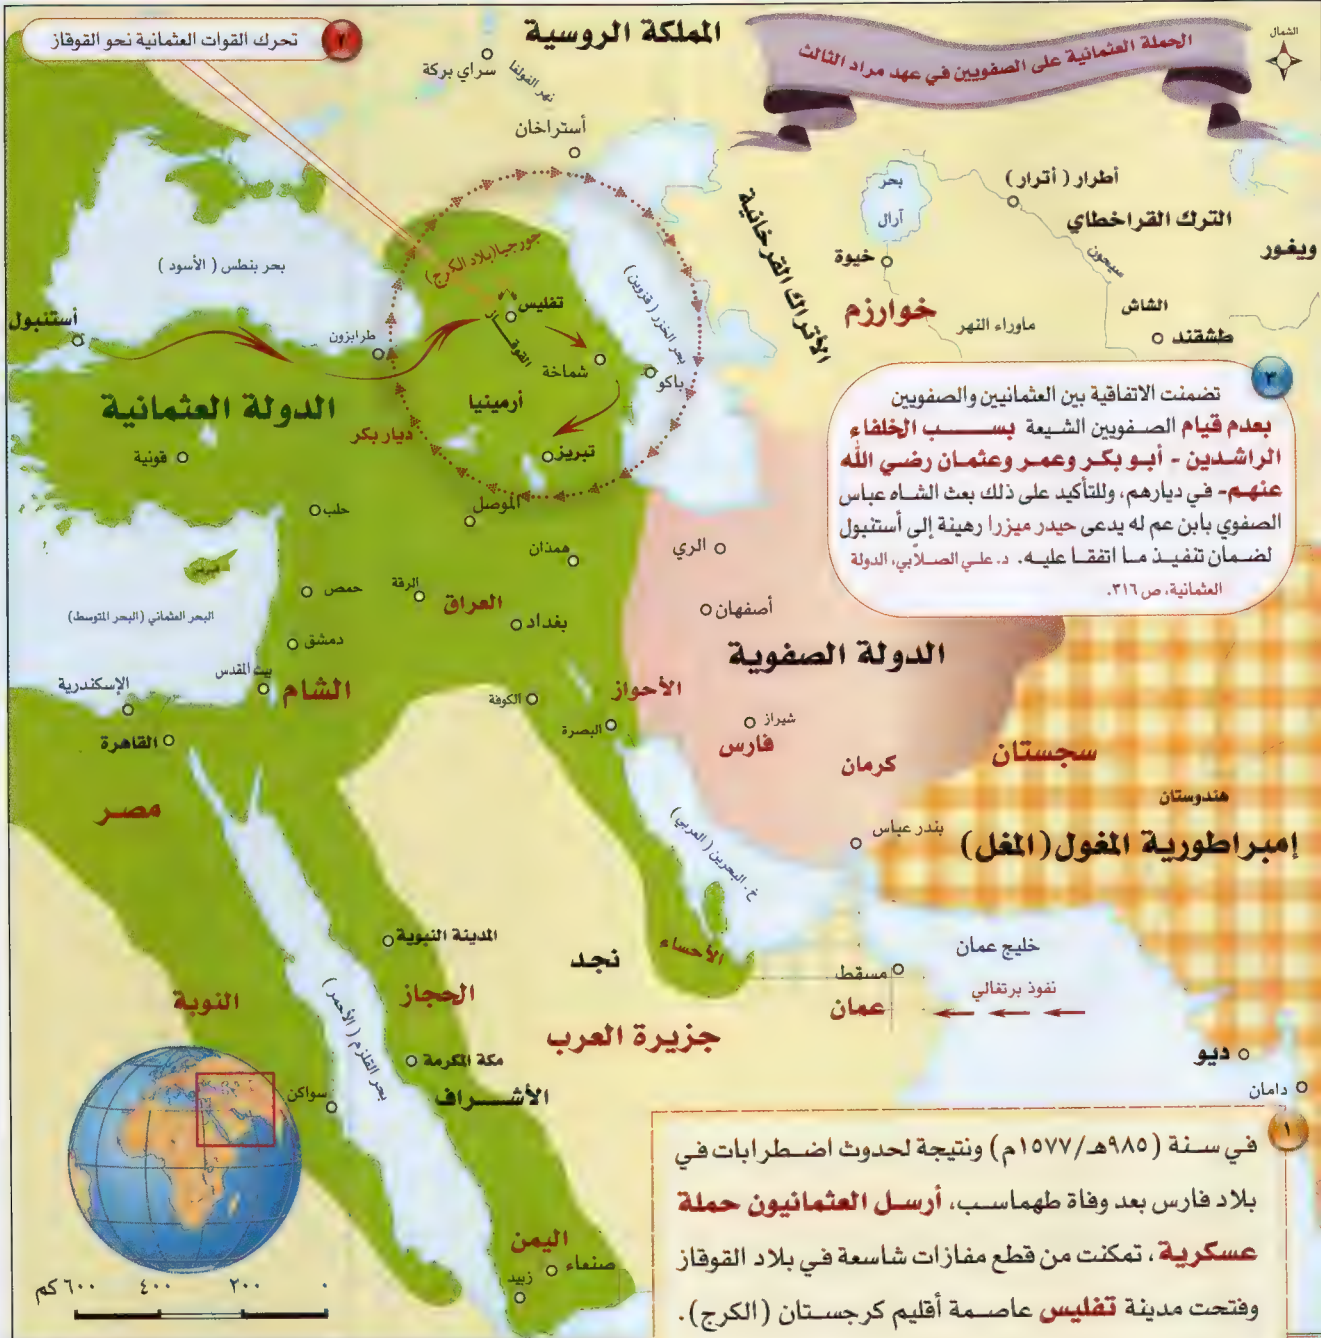 الشمال
الحملة العثمانية على الصفويين في عهد مراد الثالث
٢
تحرك القوات العثمانية نحو القوقاز
المملكة الروسية
سراي بركة
نهر الفولغا
أستراخان
بحر آرال
أطرار ( أترار )
الترك القراخطاي
ويغور
سيحون
خيوة
خوارزم
ماوراء النهر
الشاش
طشقند
الأتراك القرخانية
بحر بنطس ( الأسود )
جورجيا(بلاد الكرج)
بحر الخزر ( قزوين)
أستنبول
طرابزون
تفليس
القوقاز
شماخة
باكو
أرمينيا
الدولة العثمانية
ديار بكر
تبريز
قونية
٣
تضمنت الاتفاقية بين العثمانيين والصفويين
بعدم قيام الصفويين الشيعة بسب الخلفاء
الراشدين - أبو بكر وعمر وعثمان رضي الله
عنهم- في ديارهم، وللتأكيد على ذلك بعث الشاه عباس
الصفوي بابن عم له يدعى حيدر ميزرا رهينة إلى أستنبول
لضمان تنفيذ ما اتفقا عليه. د. علي الصلاّبي، الدولة
العثمانية، ص ٣١٦.
حلب
الموصل
همذان
الري
قبرص
حمص
الرقة
العراق
بغداد
أصفهان
البحر العثماني (البحر المتوسط)
دمشق
الدولة الصفوية
بيت المقدس
الشام
الإسكندرية
الكوفة
الأحواز
البصرة
شيراز
فارس
القاهرة
كرمان
سجستان
مصر
هندوستان
بندر عباس
إمبراطورية المغول (المغل)
خ. البحرين ( العربي )
المدينة النبوية
نجد
الأحساء
خليج عمان
مسقط
نفوذ برتغالي
عمان
النوبة
الحجاز
بحر القلزم ( الأحمر )
جزيرة العرب
مكة المكرمة
الأشراف
سواكن
ديو
دامان
١
في سنة (٩٨٥هـ/١٥٧٧م) ونتيجة لحدوث اضطرابات في
بلاد فارس بعد وفاة طهماسب، أرسل العثمانيون حملة
عسكرية، تمكنت من قطع مفازات شاسعة في بلاد القوقاز
وفتحت مدينة تفليس عاصمة أقليم كرجستان (الكرج).
اليمن
صنعاء
زبيد
٠ ٢٠٠ ٤٠٠ ٦٠٠ كم